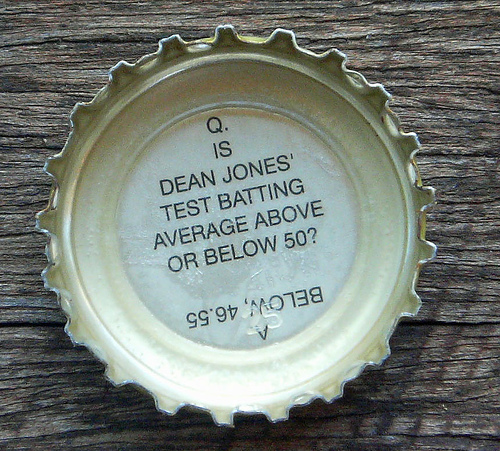 Q.
IS
DEAN JONES'
TEST BATTING
AVERAGE ABOVE
OR BELOW 50?
A
BELOW, 46.55